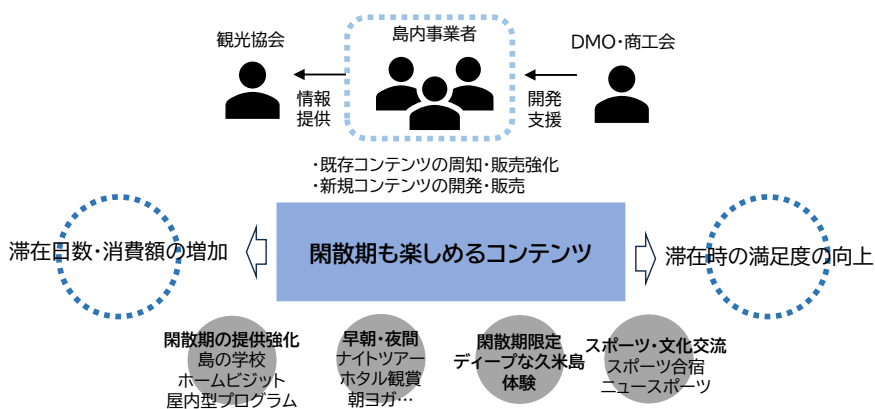 観光協会
島内事業者
DMO・商工会
情報
提供
開発
支援
・既存コンテンツの周知・販売強化
・新規コンテンツの開発・販売
滞在日数・消費額の増加
閑散期も楽しめるコンテンツ
滞在時の満足度の向上
閑散期の提供強化
島の学校
ホームビジット
屋内型プログラム
早朝・夜間
ナイトツアー
ホタル観賞
朝ヨガ…
閑散期限定
ディープな久米島
体験
スポーツ・文化交流
スポーツ合宿
ニュースポーツ